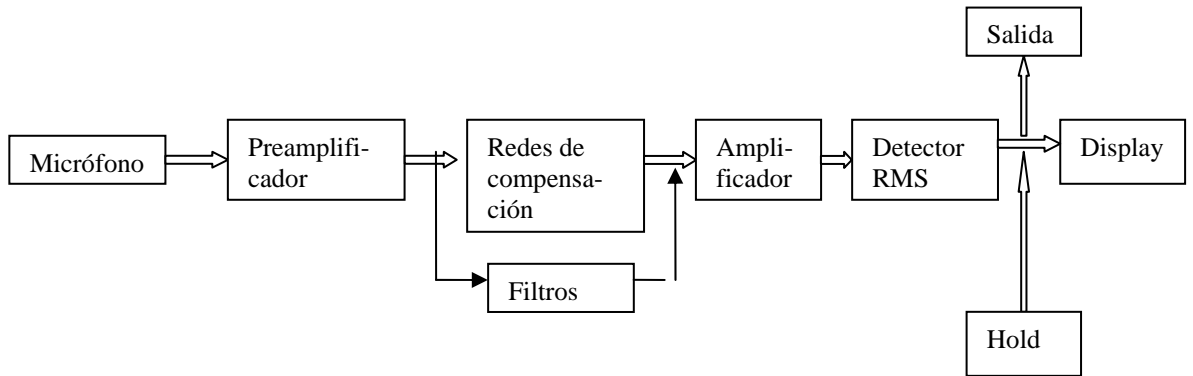 Salida
Micrófono
Preamplifi-
cador
Redes de
compensa-
ción
Ampli-
ficador
Detector
RMS
Display
Filtros
Hold